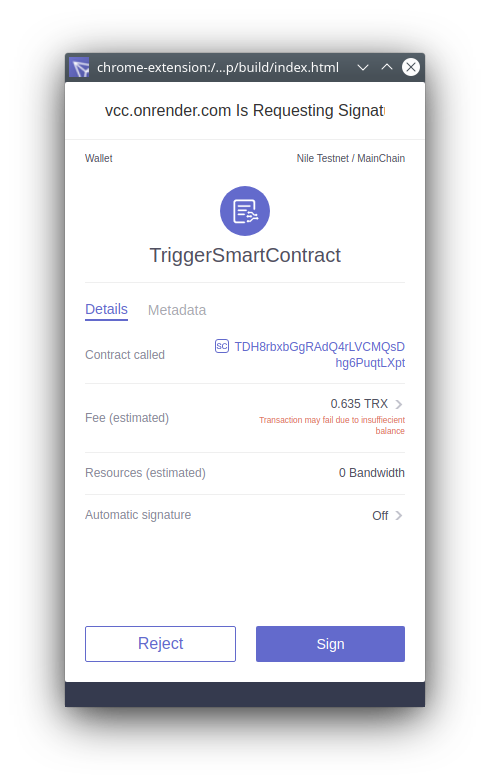 chrome-extension:/...p/build/index.html
vcc.onrender.com Is Requesting Signatu
Wallet
Nile Testnet / MainChain
TriggerSmartContract
Details
Metadata
Contract called
SC TDH8rbxbGgRAdQ4rLVCMQsD
hg6PuqtLXpt
Fee (estimated)
0.635 TRX
Transaction may fail due to insuffiecient
balance
Resources (estimated)
0 Bandwidth
Automatic signature
Off
Reject
Sign